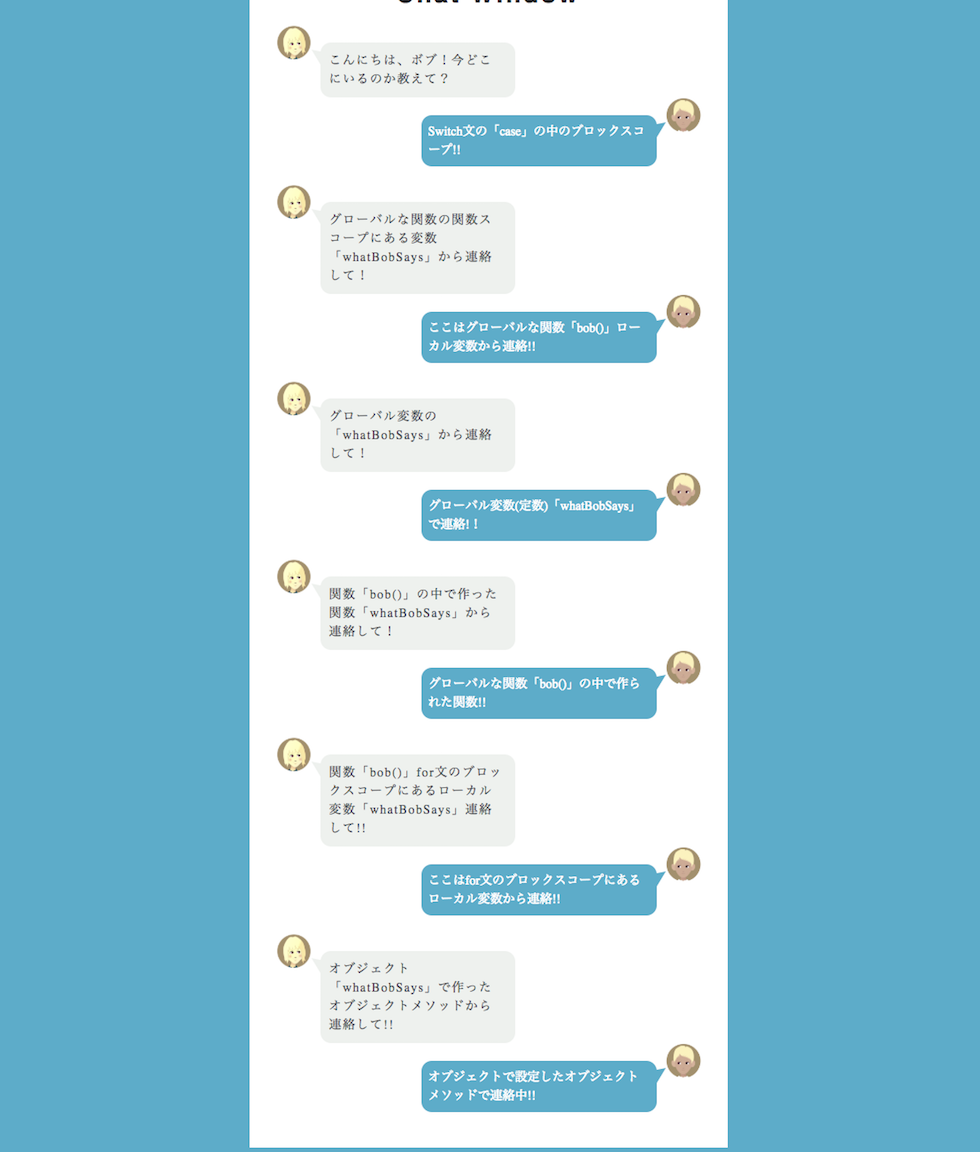 Chat Window
こんにちは、ボブ！今どこ
にいるのか教えて？
Switch文の「case」の中のブロックスコ
ープ!!
グローバルな関数の関数ス
コープにある変数
「whatBobSays」から連絡
して！
ここはグローバルな関数「bob()」ロー
カル変数から連絡!!
グローバル変数の
「whatBobSays」から連絡
して！
グローバル変数(定数)「whatBobSays」
で連絡!！
関数「bob()」の中で作った
関数「whatBobSays」から
連絡して！
グローバルな関数「bob()」の中で作ら
れた関数!!
関数「bob()」for文のブロッ
クスコープにあるローカル
変数「whatBobSays」連絡
して!!
ここはfor文のブロックスコープにある
ローカル変数から連絡!!
オブジェクト
「whatBobSays」で作った
オブジェクトメソッドから
連絡して!!
オブジェクトで設定したオブジェクト
メソッドで連絡中!!